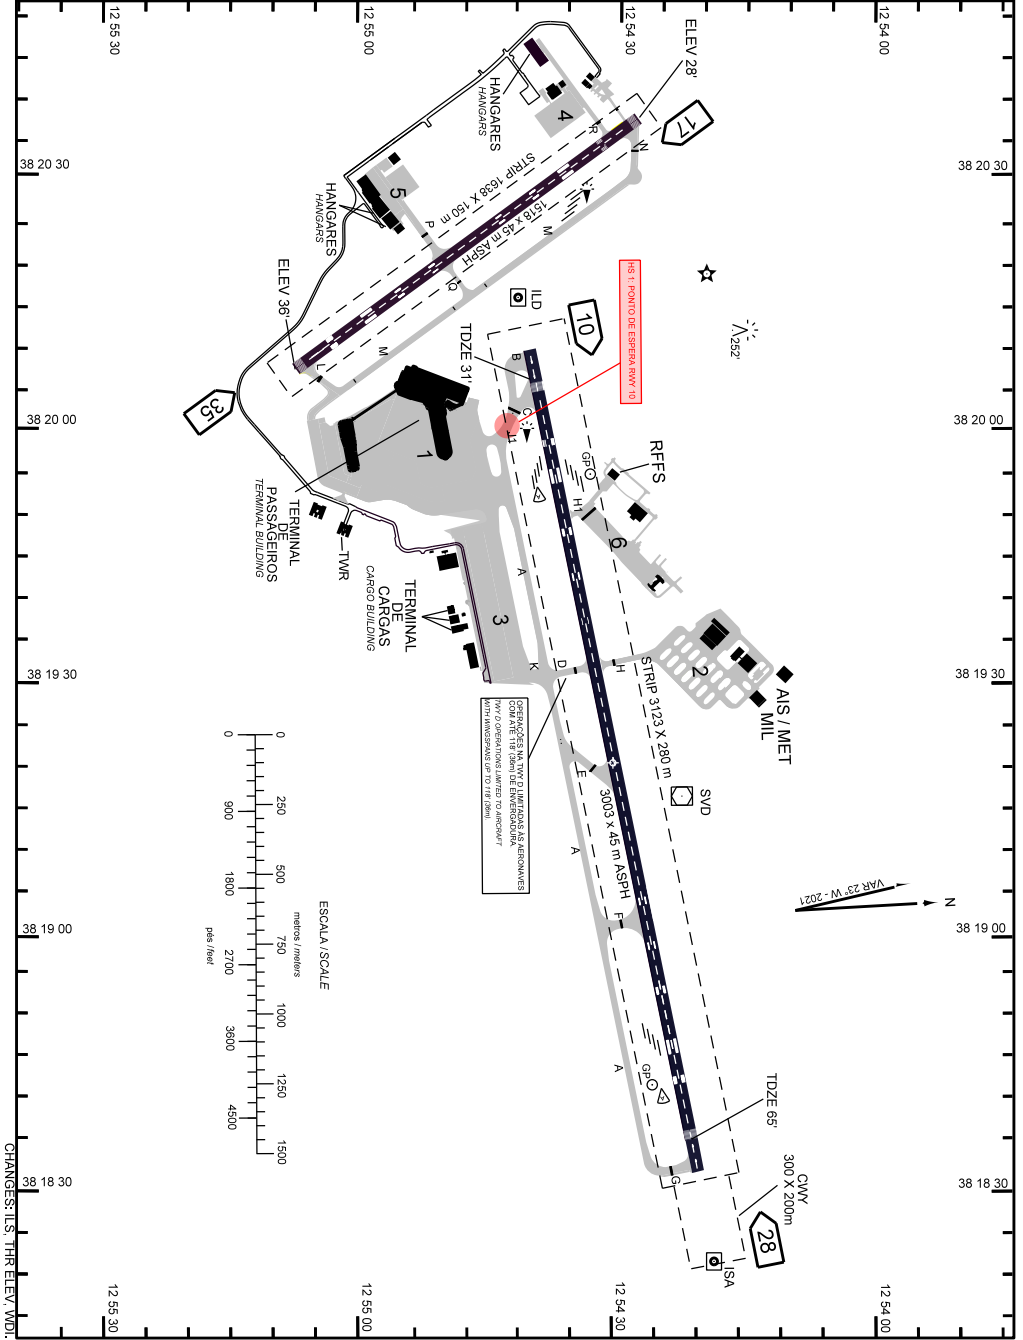 12 55 30
12 55 00
12 54 30
12 54 00
ELEV 28'
17
HANGARES
HANGARS
4
R
N
38 20 30
38 20 30
STRIP 1638 X 150 m
1518 x 45 m ASPH
5
P
M
HANGARES
HANGARS
Q
ELEV 36'
ILD
10
HS 1: PONTO DE ESPERA RWY 10
252'
TDZE 31'
M
L
B
C
I1
35
38 20 00
38 20 00
1
GP
RFFS
H1
6
TERMINAL
DE
PASSAGEIROS
TERMINAL BUILDING
TWR
A
TERMINAL
DE
CARGAS
CARGO BUILDING
3
K
D
H
2
38 19 30
38 19 30
AIS / MET
MIL
STRIP 3123 X 280 m
OPERAÇÕES NA TWY D LIMITADAS ÀS AERONAVES
COM ATÉ 118' (36m) DE ENVERGADURA.
TWY D OPERATIONS LIMITED TO AIRCRAFT
WITH WINGSPANS UP TO 118' (36m).
E
SVD
3003 x 45 m ASPH
A
F
VAR 23° W - 2021
N
38 19 00
38 19 00
ESCALA / SCALE
metros / meters
0 250 500 750 1000 1250 1500
0 900 1800 2700 3600 4500
pés / feet
A
GP
TDZE 65'
G
CWY
300 X 200m
28
ISA
38 18 30
38 18 30
12 55 30
12 55 00
12 54 30
12 54 00
CHANGES: ILS, THR ELEV, WDI.